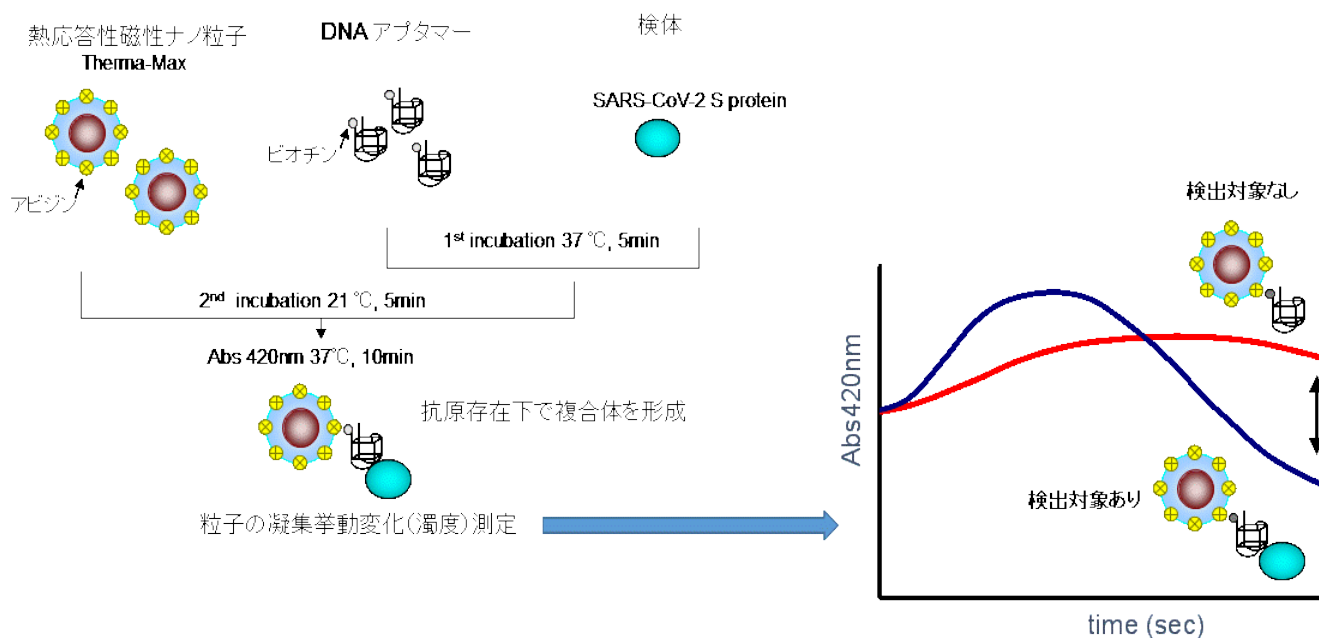 熱応答性磁性ナノ粒子
Therma-Max
DNA アプタマー
検体
SARS-CoV-2 S protein
ビオチン
アビジン
1st incubation 37 ℃, 5min
2nd incubation 21 ℃, 5min
Abs 420nm 37℃, 10min
抗原存在下で複合体を形成
粒子の凝集挙動変化(濁度)測定
検出対象なし
Abs420nm
検出対象あり
time (sec)